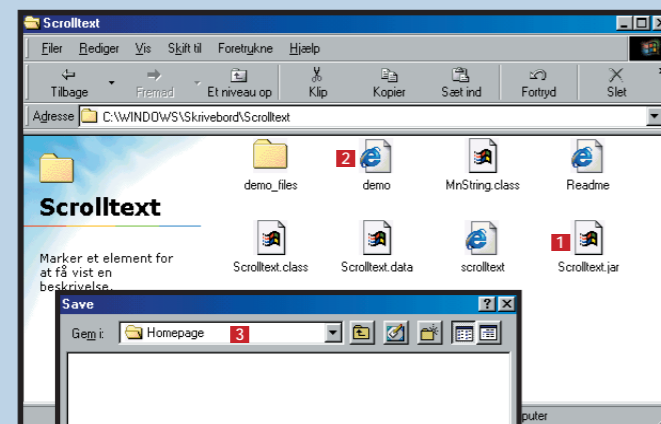 Scrolltext
Filer Rediger Vis Skift til Foretrukne Hjælp
Tilbage Fremad Et niveau op Klip Kopier Sæt ind Fortryd Slet
Adresse C:\WINDOWS\Skrivebord\Scrolltext
2
demo_files demo MnString.class Readme
Scrolltext
1
Marker et element for
at få vist en
beskrivelse.
Scrolltext.class Scrolltext.data scrolltext Scrolltext.jar
Save
Gem i: Homepage 3
puter